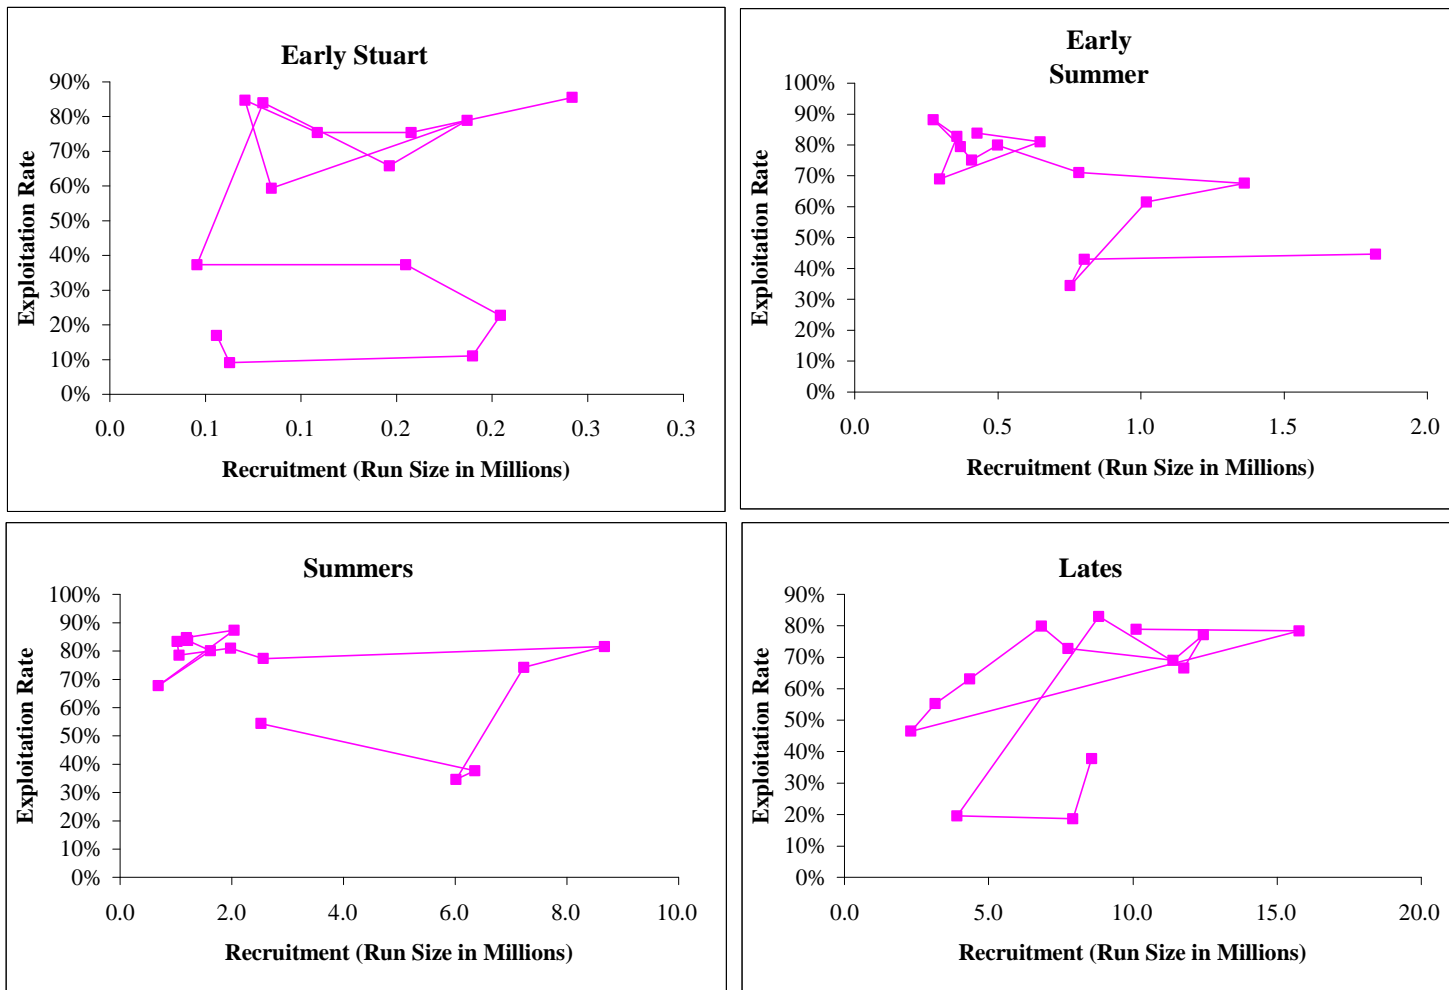 Early Stuart
90%
80%
70%
60%
50%
40%
30%
20%
10%
0%
Exploitation Rate
0.0 0.1 0.1 0.2 0.2 0.3 0.3
Recruitment (Run Size in Millions)
Early
Summer
100%
90%
80%
70%
60%
50%
40%
30%
20%
10%
0%
Exploitation Rate
0.0 0.5 1.0 1.5 2.0
Recruitment (Run Size in Millions)
Summers
100%
90%
80%
70%
60%
50%
40%
30%
20%
10%
0%
Exploitation Rate
0.0 2.0 4.0 6.0 8.0 10.0
Recruitment (Run Size in Millions)
Lates
90%
80%
70%
60%
50%
40%
30%
20%
10%
0%
Exploitation Rate
0.0 5.0 10.0 15.0 20.0
Recruitment (Run Size in Millions)